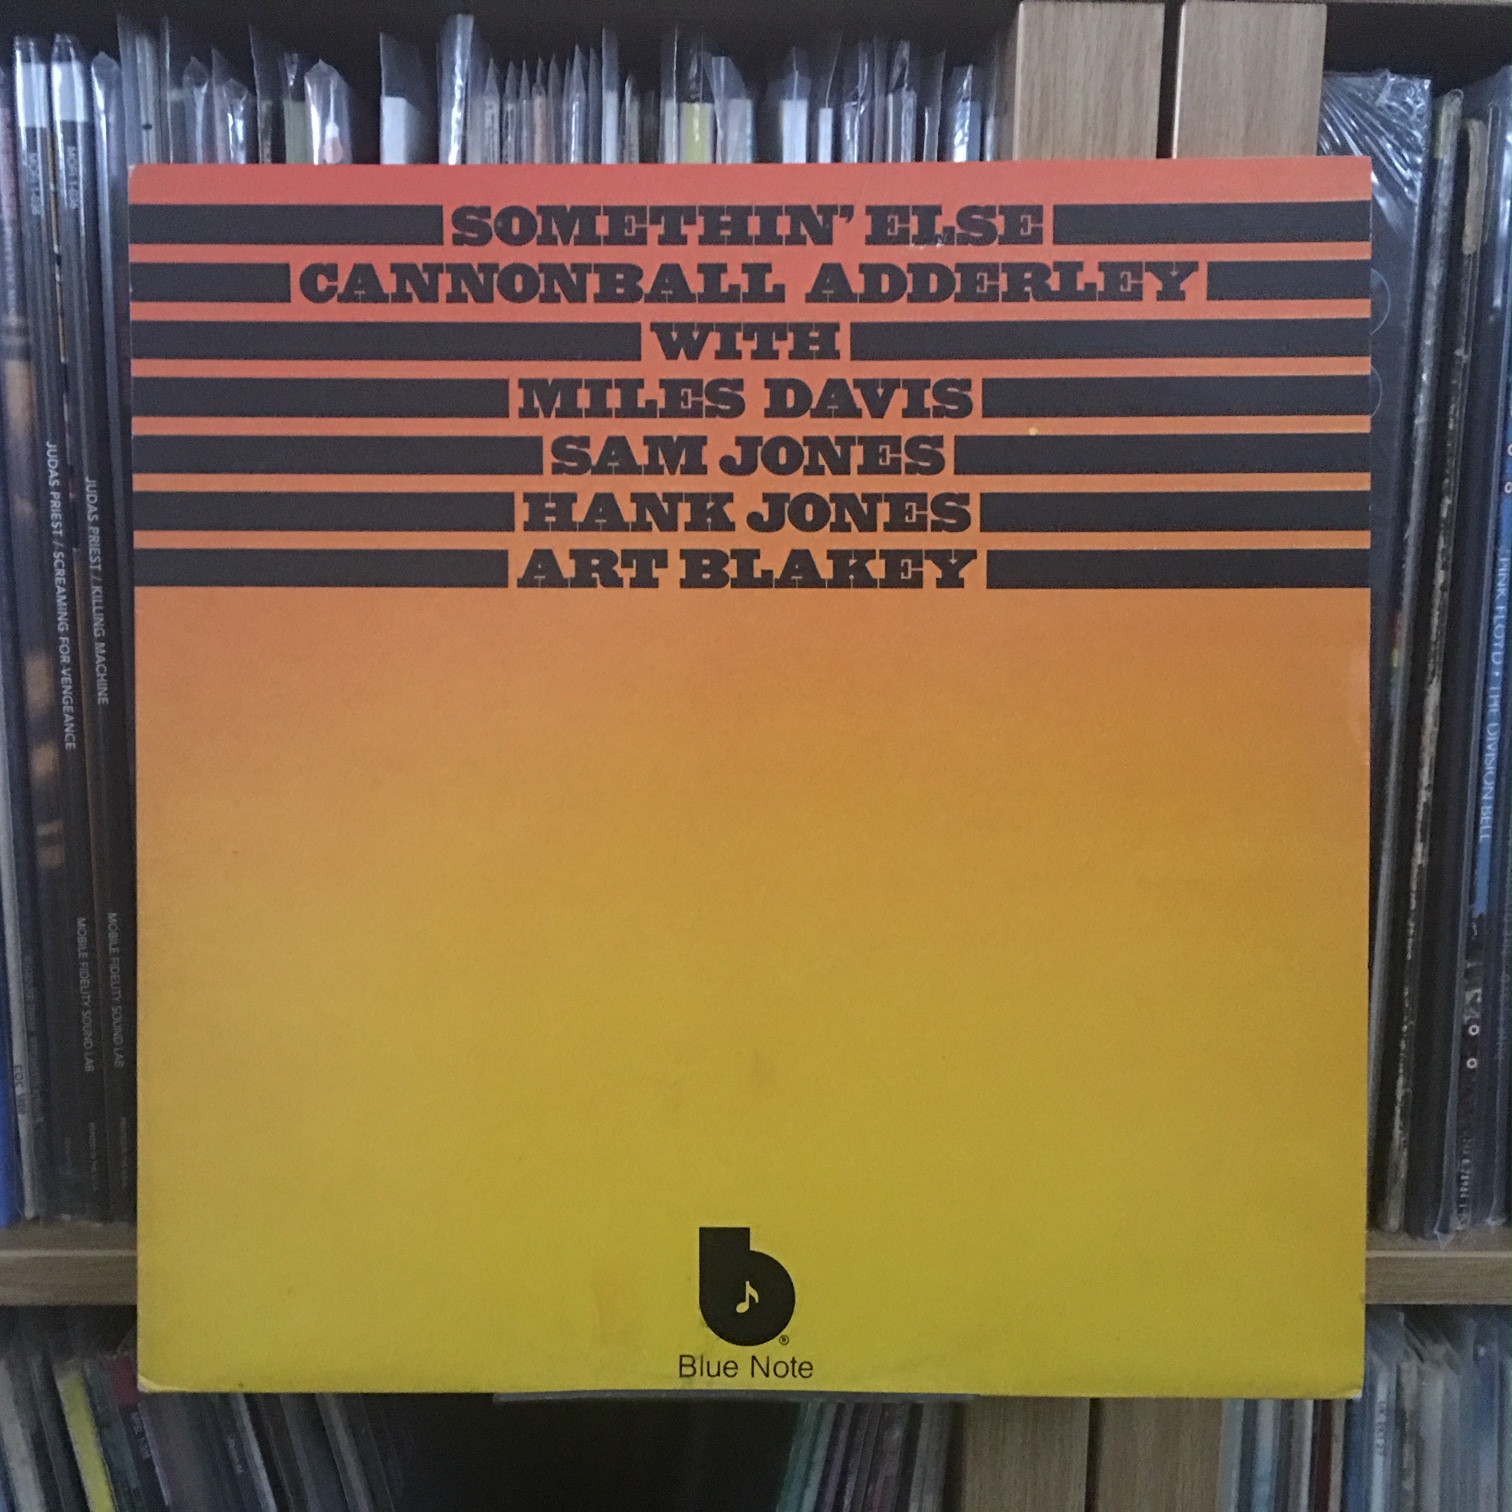 SOMETHIN' ELSE
CANNONBALL ADDERLEY
WITH
MILES DAVIS
SAM JONES
HANK JONES
ART BLAKEY
b
®
Blue Note
JUDAS PRIEST / SCREAMING FOR VENGEANCE
MOBILE FIDELITY SOUND LAB
JUDAS PRIEST / KILLING MACHINE
MOBILE FIDELITY SOUND LAB
PINK FLOYD • THE DIVISION BELL